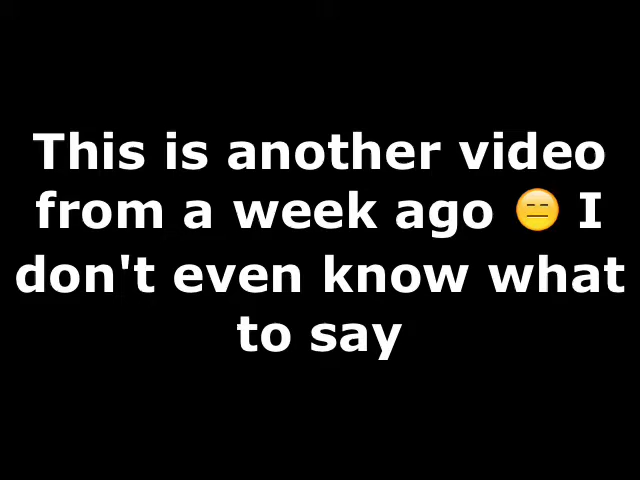 This is another video
from a week ago 😑 I
don't even know what
to say